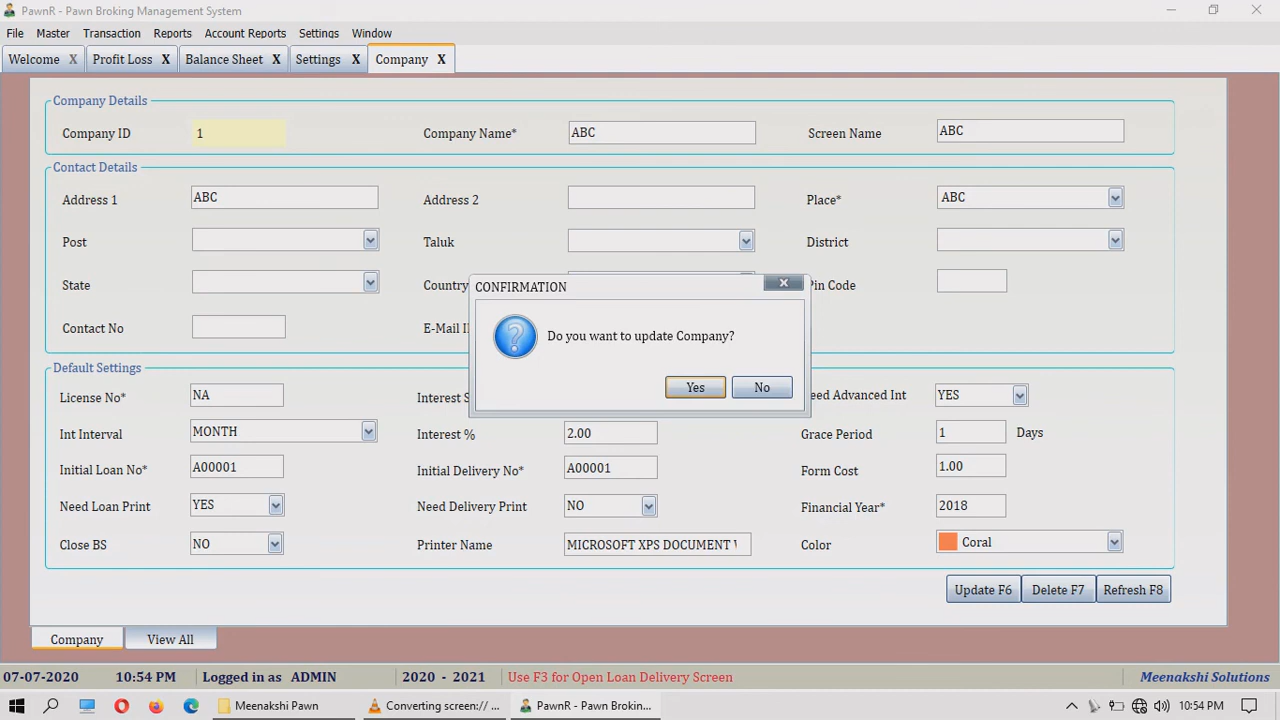 PawnR - Pawn Broking Management System
File Master Transaction Reports Account Reports Settings Window
Welcome X Profit Loss X Balance Sheet X Settings X Company X
Company Details
Company ID 1 Company Name* ABC Screen Name ABC
Contact Details
Address 1 ABC Address 2 Place* ABC
Post Taluk District
State Country Pin Code
Contact No E-Mail
CONFIRMATION X
Do you want to update Company?
Yes No
Default Settings
License No* NA Interest Advanced Int YES
Int Interval MONTH Interest % 2.00 Grace Period 1 Days
Initial Loan No* A00001 Initial Delivery No* A00001 Form Cost 1.00
Need Loan Print YES Need Delivery Print NO Financial Year* 2018
Close BS NO Printer Name MICROSOFT XPS DOCUMENT Color Coral
Update F6 Delete F7 Refresh F8
Company View All
07-07-2020 10:54 PM Logged in as ADMIN 2020 - 2021 Use F3 for Open Loan Delivery Screen Meenakshi Solutions
Meenakshi Pawn Converting screen:// ... PawnR - Pawn Brokin... 10:54 PM